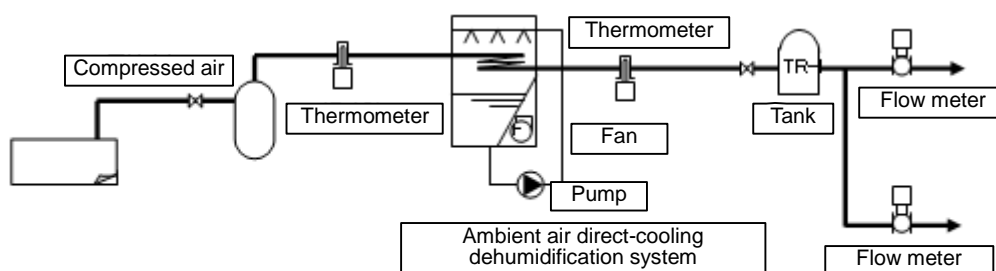 Thermometer
Compressed air
Thermometer
TR
Flow meter
Tank
F
Fan
Pump
Ambient air direct-cooling
dehumidification system
Flow meter